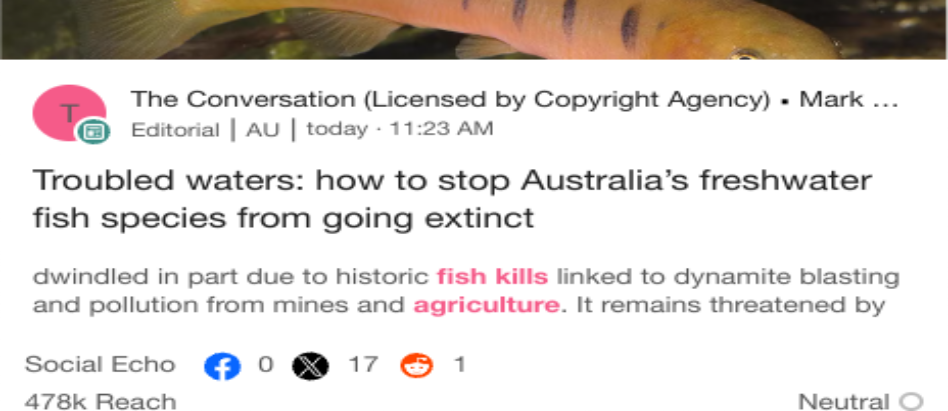 T
The Conversation (Licensed by Copyright Agency) • Mark ...
Editorial | AU | today · 11:23 AM
Troubled waters: how to stop Australia’s freshwater
fish species from going extinct
dwindled in part due to historic fish kills linked to dynamite blasting
and pollution from mines and agriculture. It remains threatened by
Social Echo 0 17 1
478k Reach Neutral